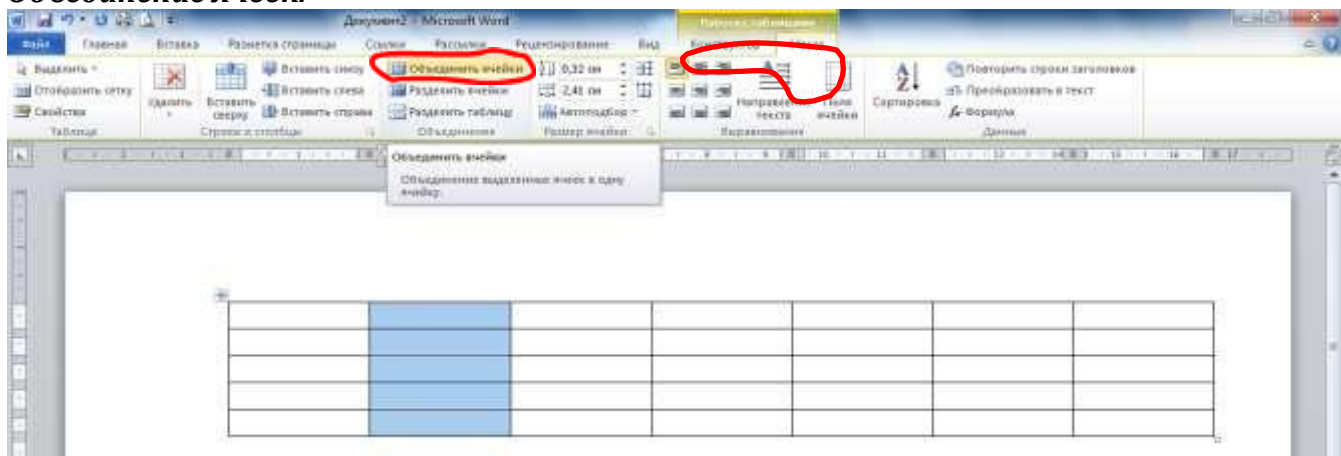 Объединение ячеек.
Документ2 - Microsoft Word
Файл Главная Вставка Разметка страницы Ссылки Рассылки Рецензирование Вид Конструктор
Выделить Вставить снизу Объединить ячейки 0,32 см Повторить строки заголовков
Отобразить сетку Удалить Вставить сверху Вставить слева Разделить ячейки 2,41 см Направление текста Поля ячейки Сортировка Преобразовать в текст
Свойства Вставить справа Разделить таблицу Автоподбор Формула
Таблица Строки и столбцы Объединение Размер ячейки Выравнивание Данные
Объединить ячейки
Объединение выделенных ячеек в одну
ячейку.